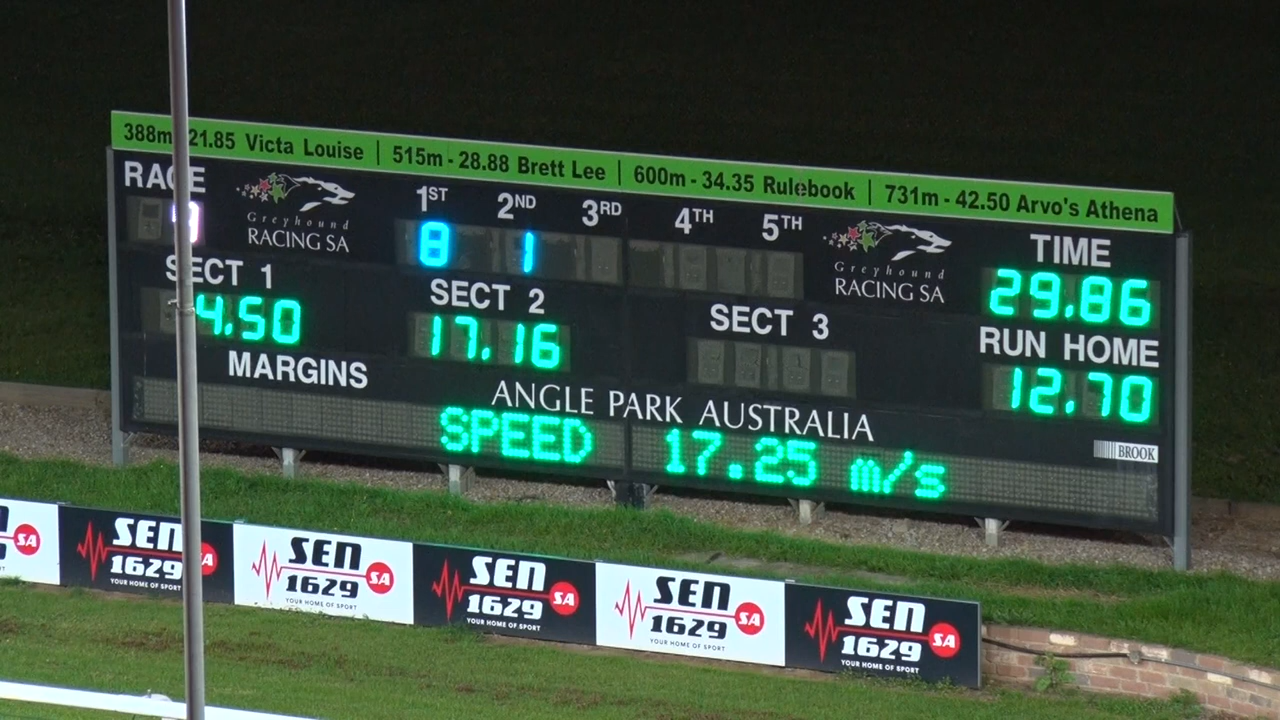 388m 21.85 Victa Louise | 515m - 28.88 Brett Lee | 600m - 34.35 Rulebook | 731m - 42.50 Arvo's Athena
RACE
Greyhound
RACING SA
1ST 2ND 3RD 4TH 5TH
8 1
Greyhound
RACING SA
TIME
29.86
SECT 1
4.50
SECT 2
17.16
SECT 3
RUN HOME
12.70
MARGINS
ANGLE PARK AUSTRALIA
SPEED 17.25 m/s
BROOK
SA
SEN
1629 SA
YOUR HOME OF SPORT
SEN
1629 SA
YOUR HOME OF SPORT
SEN
1629 SA
YOUR HOME OF SPORT
SEN
1629 SA
YOUR HOME OF SPORT
SEN
1629 SA
YOUR HOME OF SPORT